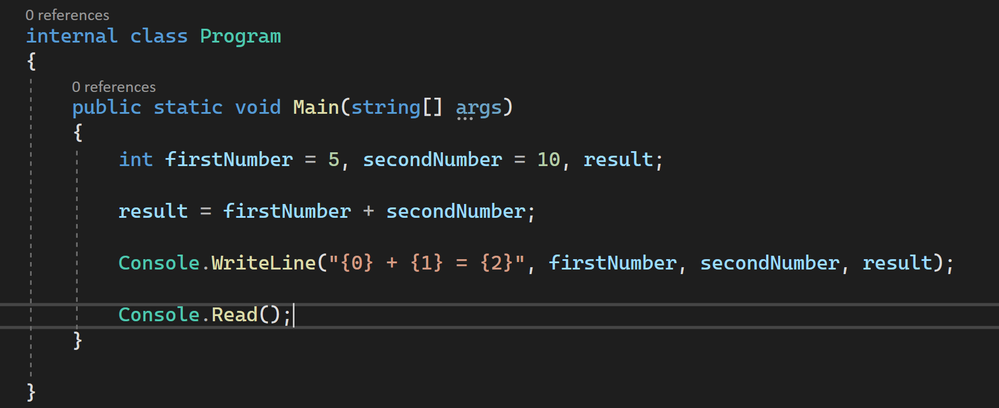 0 references
internal class Program
{
0 references
public static void Main(string[] args)
{
int firstNumber = 5, secondNumber = 10, result;
result = firstNumber + secondNumber;
Console.WriteLine("{0} + {1} = {2}", firstNumber, secondNumber, result);
Console.Read();
}
}